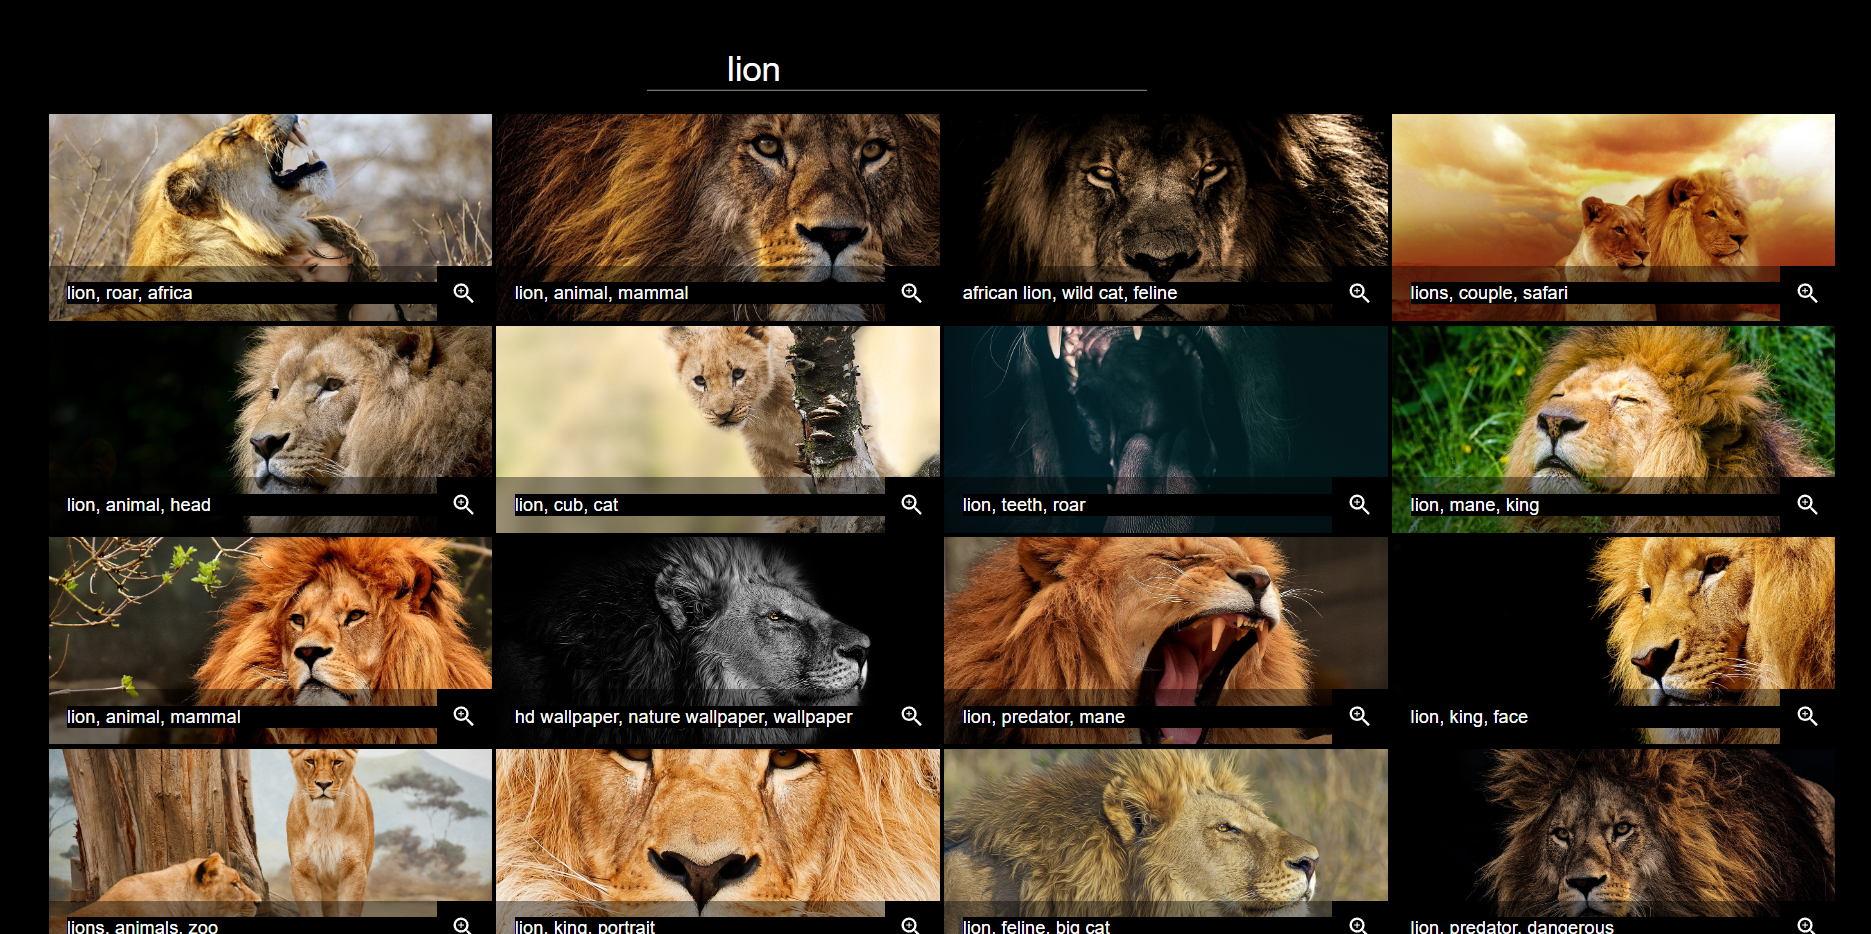 lion
lion, roar, africa
lion, animal, mammal
african lion, wild cat, feline
lions, couple, safari
lion, animal, head
lion, cub, cat
lion, teeth, roar
lion, mane, king
lion, animal, mammal
hd wallpaper, nature wallpaper, wallpaper
lion, predator, mane
lion, king, face
lions, animals, zoo
lion, king, portrait
lion, feline, big cat
lion, predator, dangerous